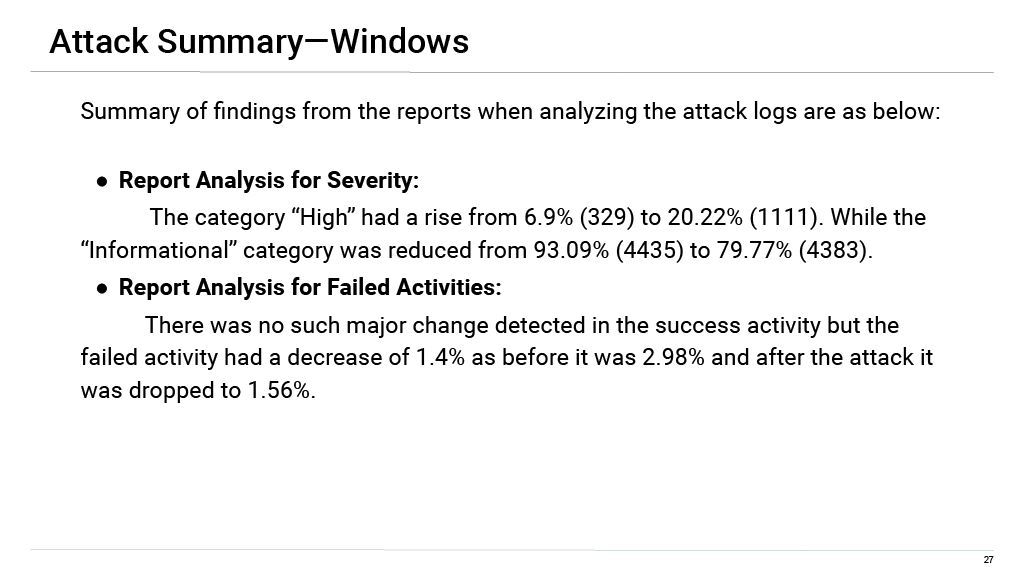 Attack Summary—Windows
Summary of findings from the reports when analyzing the attack logs are as below:
● Report Analysis for Severity:
The category “High” had a rise from 6.9% (329) to 20.22% (1111). While the
“Informational” category was reduced from 93.09% (4435) to 79.77% (4383).
● Report Analysis for Failed Activities:
There was no such major change detected in the success activity but the
failed activity had a decrease of 1.4% as before it was 2.98% and after the attack it
was dropped to 1.56%.
27